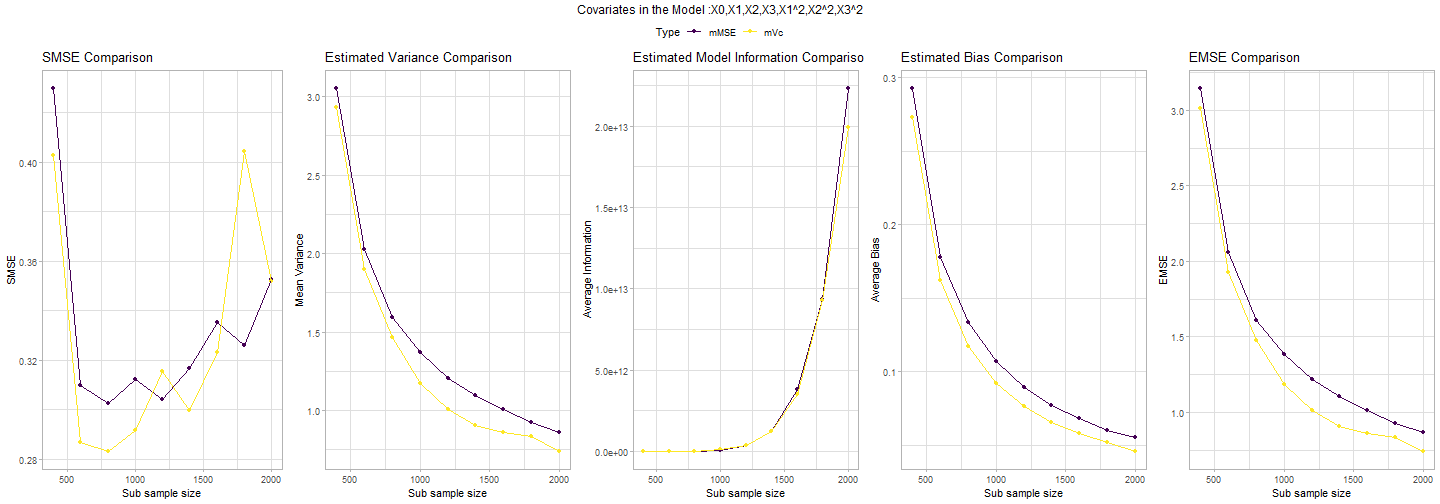 Covariates in the Model :X0,X1,X2,X3,X1^2,X2^2,X3^2
Type mMSE mVc
SMSE Comparison
SMSE
0.40
0.36
0.32
0.28
500 1000 1500 2000
Sub sample size
Estimated Variance Comparison
Mean Variance
3.0
2.5
2.0
1.5
1.0
500 1000 1500 2000
Sub sample size
Estimated Model Information Compariso
Average Information
2.0e+13
1.5e+13
1.0e+13
5.0e+12
0.0e+00
500 1000 1500 2000
Sub sample size
Estimated Bias Comparison
Average Bias
0.3
0.2
0.1
500 1000 1500 2000
Sub sample size
EMSE Comparison
EMSE
3.0
2.5
2.0
1.5
1.0
500 1000 1500 2000
Sub sample size